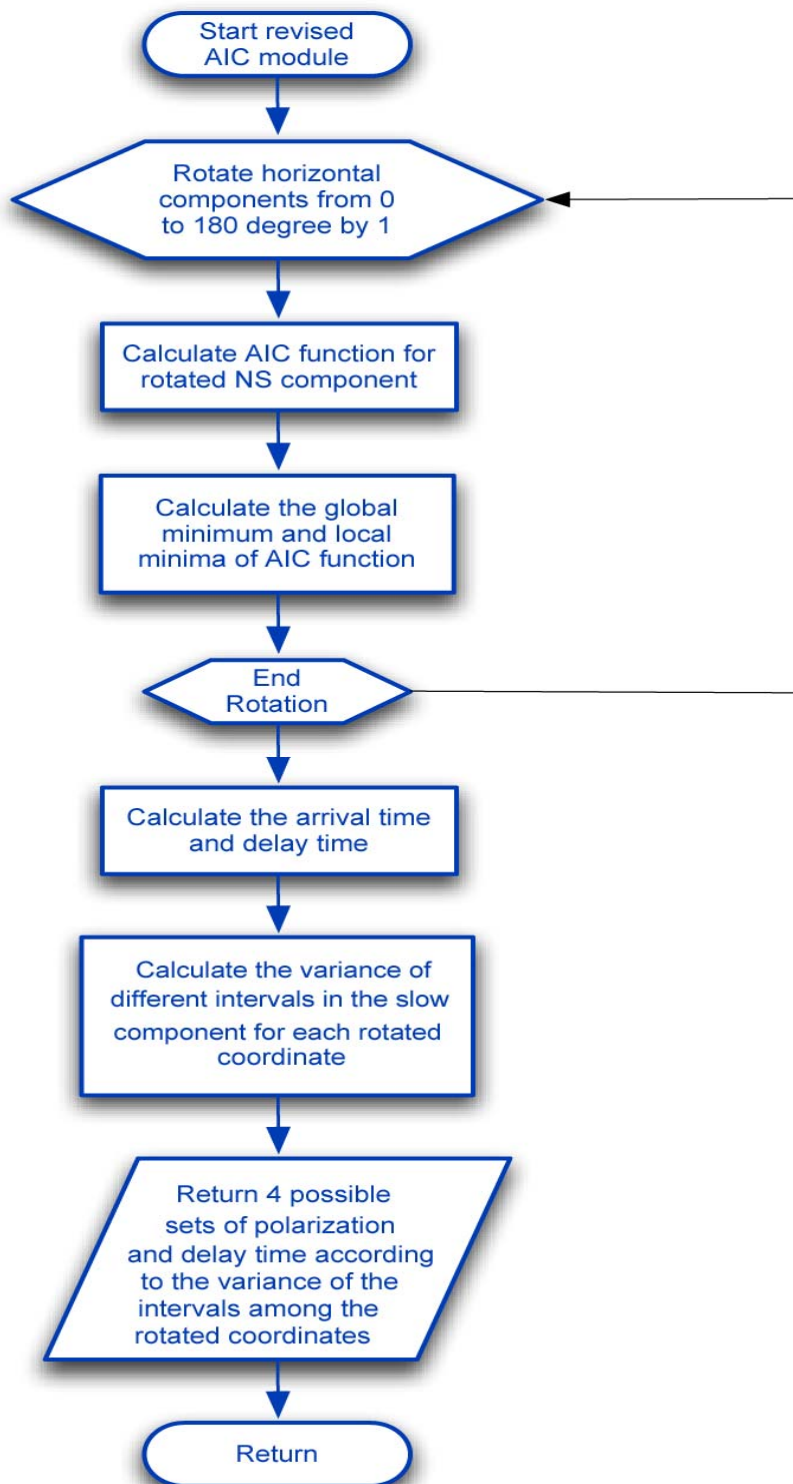 Start revised
AIC module
Rotate horizontal
components from 0
to 180 degree by 1
Calculate AIC function for
rotated NS component
Calculate the global
minimum and local
minima of AIC function
End
Rotation
Calculate the arrival time
and delay time
Calculate the variance of
different intervals in the slow
component for each rotated
coordinate
Return 4 possible
sets of polarization
and delay time according
to the variance of the
intervals among the
rotated coordinates
Return